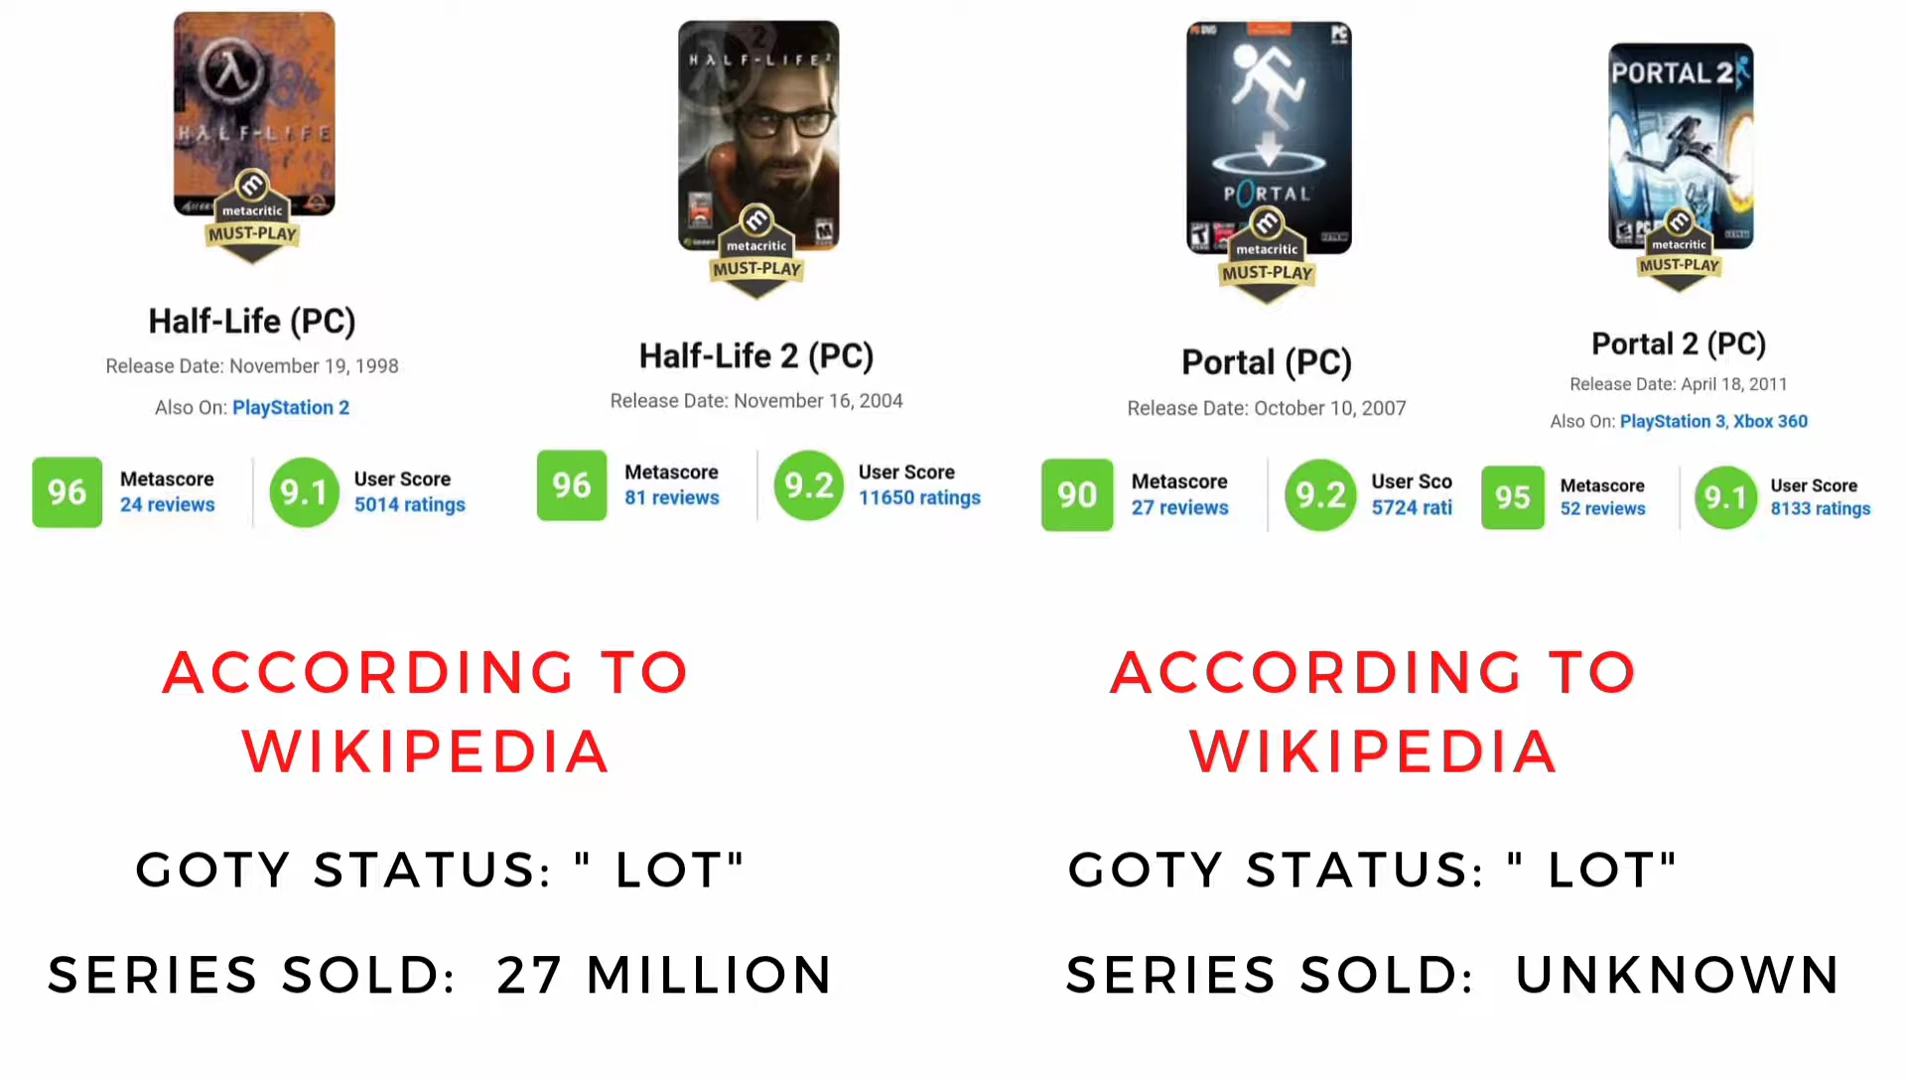 HALF-LIFE
metacritic
MUST-PLAY
Half-Life (PC)
Release Date: November 19, 1998
Also On: PlayStation 2
96
Metascore
24 reviews
9.1
User Score
5014 ratings
2
HλLF-LIFE²
M
metacritic
MUST-PLAY
Half-Life 2 (PC)
Release Date: November 16, 2004
96
Metascore
81 reviews
9.2
User Score
11650 ratings
PC
PORTAL
T
metacritic
MUST-PLAY
Portal (PC)
Release Date: October 10, 2007
90
Metascore
27 reviews
9.2
User Sco
5724 rati
PORTAL 2
PC
metacritic
MUST-PLAY
Portal 2 (PC)
Release Date: April 18, 2011
Also On: PlayStation 3, Xbox 360
95
Metascore
52 reviews
9.1
User Score
8133 ratings
ACCORDING TO
WIKIPEDIA
GOTY STATUS: " LOT"
SERIES SOLD: 27 MILLION
ACCORDING TO
WIKIPEDIA
GOTY STATUS: " LOT"
SERIES SOLD: UNKNOWN